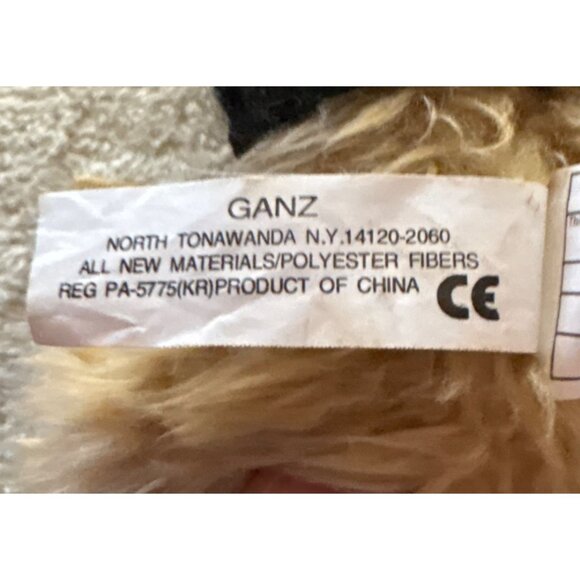 GANZ
NORTH TONAWANDA N.Y.14120-2060
ALL NEW MATERIALS/POLYESTER FIBERS
REG PA-5775(KR)PRODUCT OF CHINA CE